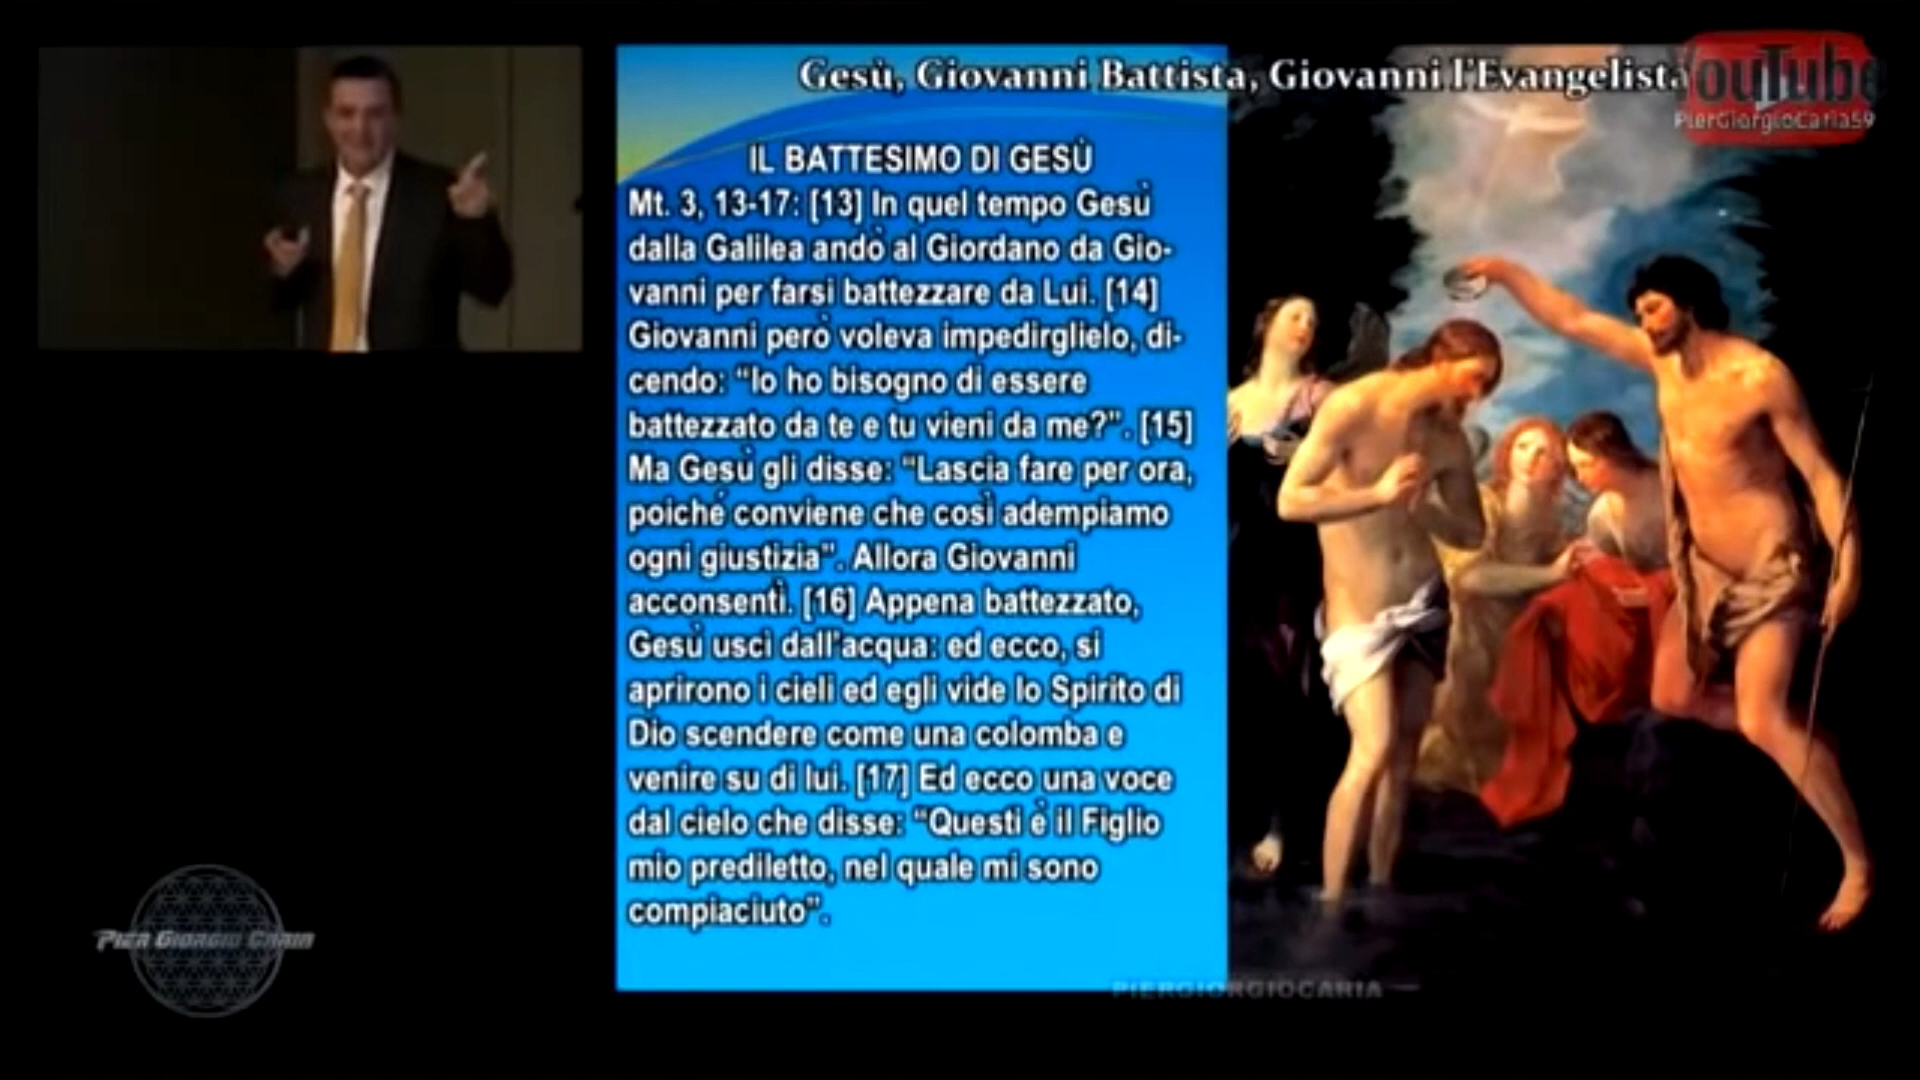 Gesù, Giovanni Battista, Giovanni l'Evangelista
YouTube
PierGiorgioCaria59
IL BATTESIMO DI GESÙ
Mt. 3, 13-17: [13] In quel tempo Gesù
dalla Galilea andò al Giordano da Gio-
vanni per farsi battezzare da Lui. [14]
Giovanni però voleva impedirglielo, di-
cendo: “Io ho bisogno di essere
battezzato da te e tu vieni da me?”. [15]
Ma Gesù gli disse: “Lascia fare per ora,
poiché conviene che così adempiamo
ogni giustizia”. Allora Giovanni
acconsentì. [16] Appena battezzato,
Gesù uscì dall'acqua: ed ecco, si
aprirono i cieli ed egli vide lo Spirito di
Dio scendere come una colomba e
venire su di lui. [17] Ed ecco una voce
dal cielo che disse: “Questi è il Figlio
mio prediletto, nel quale mi sono
compiaciuto”.
PIER GIORGIO CARIA
PIERGIORGIOCARIA